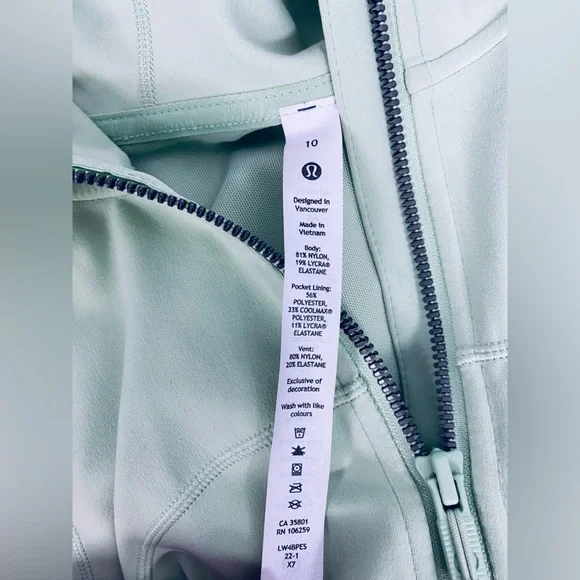 10
Designed in
Vancouver
Made in
Vietnam
Body:
81% NYLON,
19% LYCRA®
ELASTANE
Pocket Lining:
56%
POLYESTER,
33% COOLMAX®
POLYESTER,
11% LYCRA®
ELASTANE
Vent:
80% NYLON,
20% ELASTANE
Exclusive of
decoration
Wash with like
colours
CA 35801
RN 106259
LW4BPES
22-1
X7